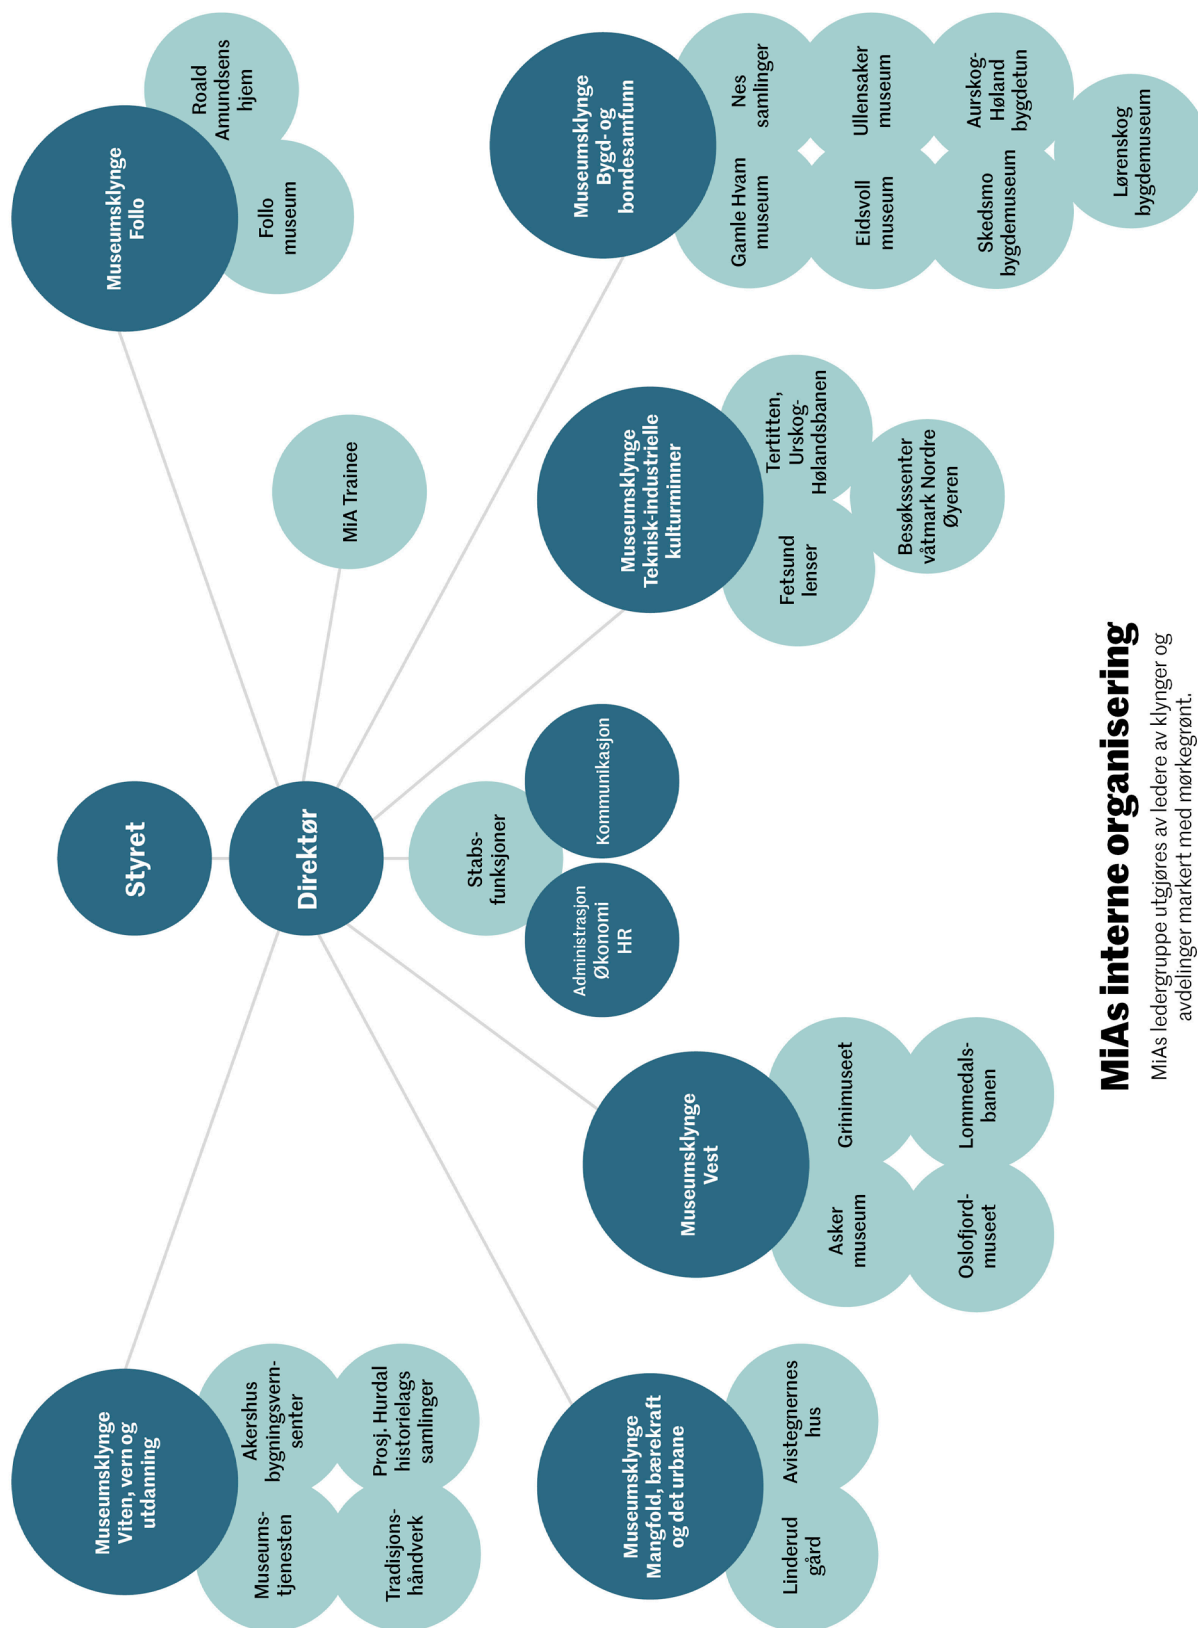 Styret
Direktør
Stabs-
funksjoner
Administrasjon
Økonomi
HR
Kommunikasjon
MiA Trainee
Museumsklynge
Viten, vern og
utdanning
Museums-
tjenesten
Akershus
bygningsvern-
senter
Tradisjons-
håndverk
Prosj. Hurdal
historielags
samlinger
Museumsklynge
Mangfold, bærekraft
og det urbane
Linderud
gård
Avistegnernes
hus
Museumsklynge
Vest
Asker
museum
Grinimuseet
Oslofjord-
museet
Lommedals-
banen
Museumsklynge
Teknisk-industrielle
kulturminner
Fetsund
lenser
Tertitten,
Urskog-
Hølandsbanen
Besøkssenter
våtmark Nordre
Øyeren
Museumsklynge
Bygd- og
bondesamfunn
Gamle Hvam
museum
Nes
samlinger
Eidsvoll
museum
Ullensaker
museum
Skedsmo
bygdemuseum
Aurskog-
Høland
bygdetun
Lørenskog
bygdemuseum
Museumsklynge
Follo
Follo
museum
Roald
Amundsens
hjem
MiAs interne organisering
MiAs ledergruppe utgjøres av ledere av klynger og
avdelinger markert med mørkegrønt.